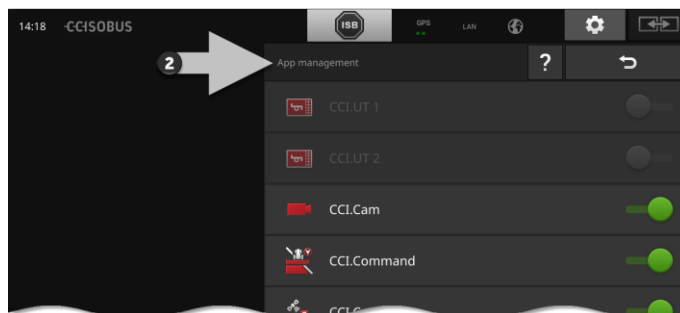 14:18
CCISOBUS
ISB
GPS
LAN
2
App management
?
CCI.UT 1
CCI.UT 2
CCI.Cam
CCI.Command